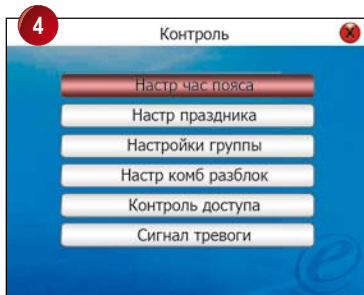 4
Контроль
Настр час пояса
Настр праздника
Настройки группы
Настр комб разблок
Контроль доступа
Сигнал тревоги